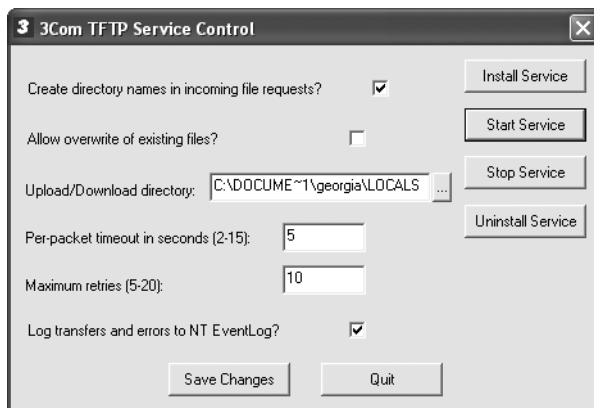 3 3Com TFTP Service Control
Create directory names in incoming file requests?
Install Service
Allow overwrite of existing files?
Start Service
Upload/Download directory: C:\DOCUME~1\georgia\LOCALS ...
Stop Service
Per-packet timeout in seconds (2-15): 5
Uninstall Service
Maximum retries (5-20): 10
Log transfers and errors to NT EventLog?
Save Changes Quit